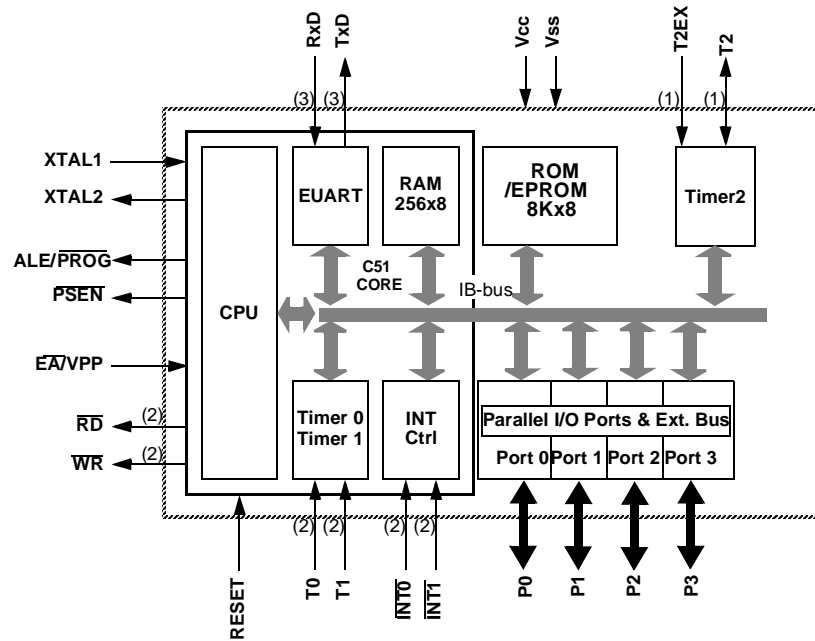 RxD
TxD
Vcc
Vss
T2EX
T2
(3) (3)
(1) (1)
XTAL1
XTAL2
ALE/PROG
PSEN
EA/VPP
RD
(2)
WR
(2)
CPU
EUART
RAM
256x8
ROM
/EPROM
8Kx8
Timer2
C51
CORE
IB-bus
Timer 0
Timer 1
INT
Ctrl
Parallel I/O Ports & Ext. Bus
Port 0 Port 1 Port 2 Port 3
(2) (2)
(2) (2)
RESET
T0
T1
INT0
INT1
P0
P1
P2
P3